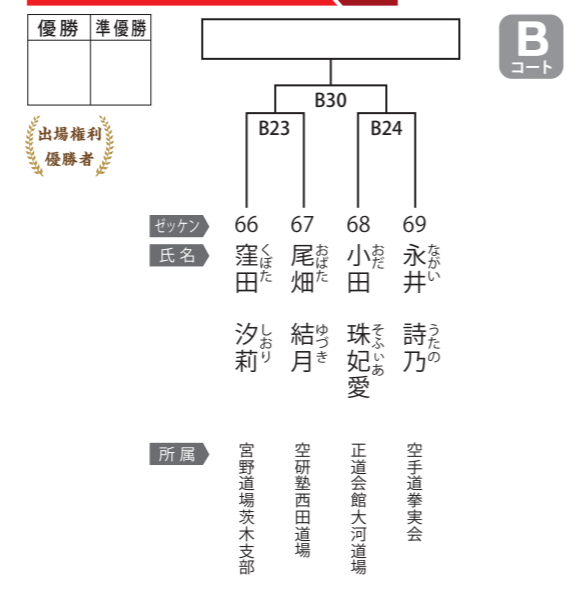 優勝 準優勝
B
コート
B30
B23 B24
出場権利
優勝者
ゼッケン 66 67 68 69
氏名
窪田 汐莉
くぼた しおり
尾畑 結月
おばた ゆづき
小田 珠妃愛
おだ そふぃあ
永井 詩乃
ながい うたの
所属
宮野道場茨木支部
空研塾西田道場
正道会館大河道場
空手道拳実会